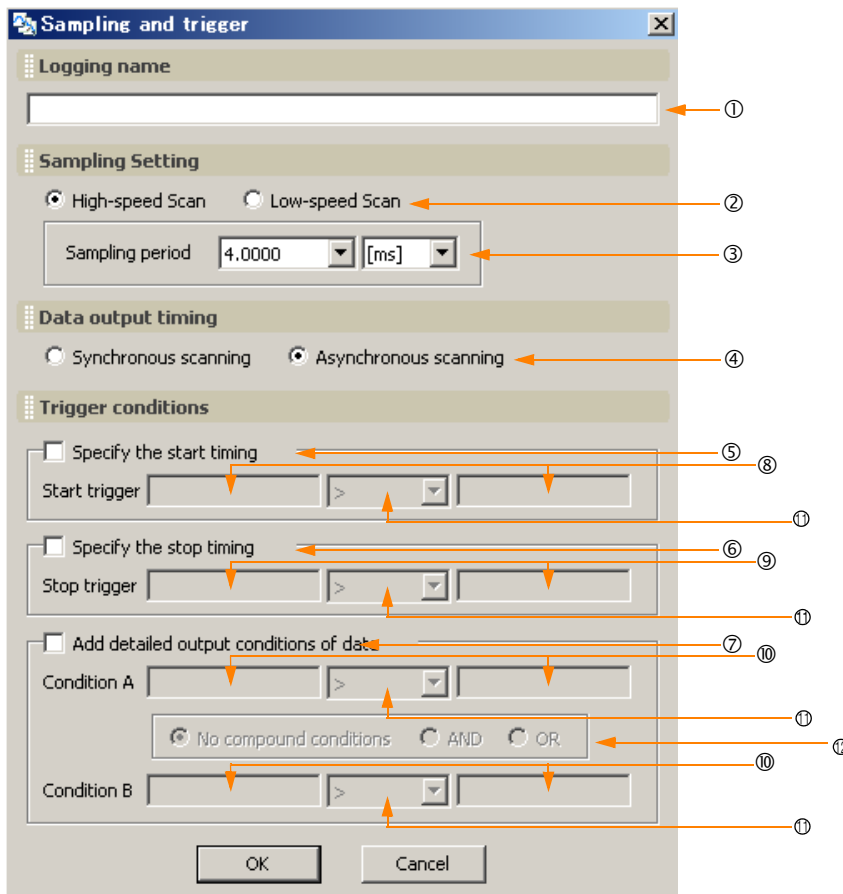 Sampling and trigger
Logging name
①
Sampling Setting
High-speed Scan Low-speed Scan ②
Sampling period 4.0000 [ms] ③
Data output timing
Synchronous scanning Asynchronous scanning ④
Trigger conditions
Specify the start timing ⑤
⑧
Start trigger >
⑪
Specify the stop timing ⑥
⑨
Stop trigger >
⑪
Add detailed output conditions of data ⑦
⑩
Condition A >
⑪
No compound conditions AND OR ⑫
⑩
Condition B >
⑪
OK Cancel